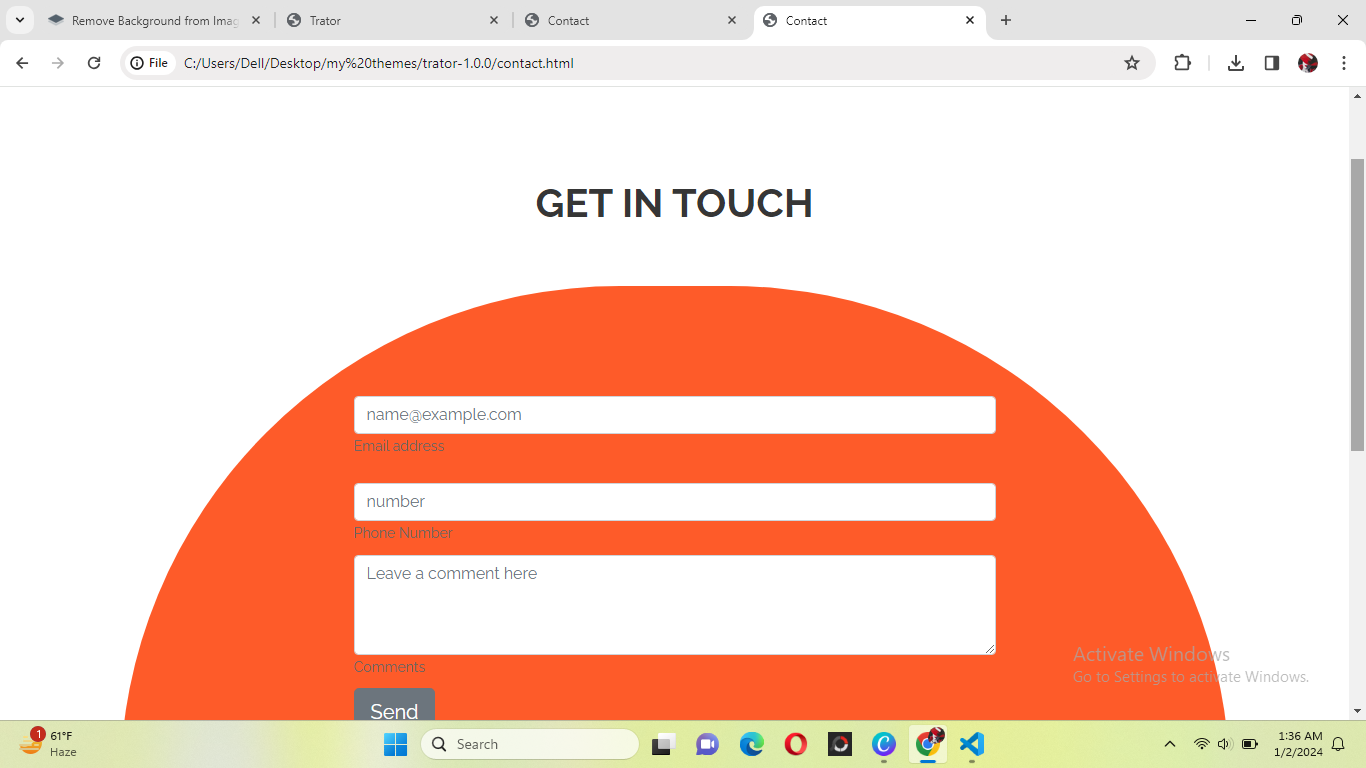 Remove Background from Imag
Trator
Contact
Contact
File
C:/Users/Dell/Desktop/my%20themes/trator-1.0.0/contact.html
GET IN TOUCH
name@example.com
Email address
number
Phone Number
Leave a comment here
Comments
Send
Activate Windows
Go to Settings to activate Windows.
1
61°F
Haze
Search
1:36 AM
1/2/2024